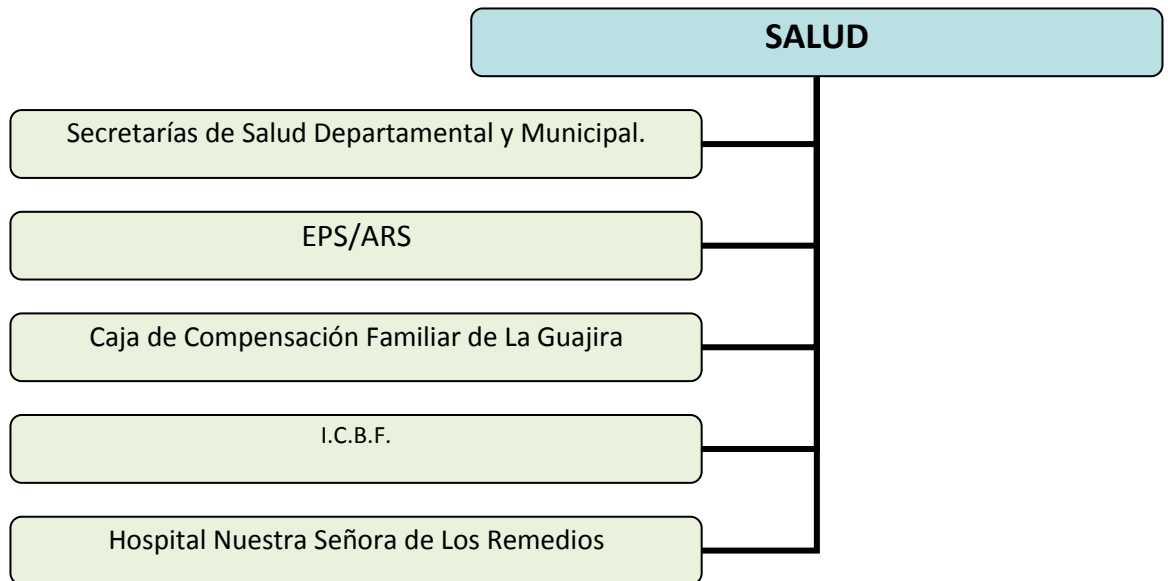 SALUD
Secretarías de Salud Departamental y Municipal.
EPS/ARS
Caja de Compensación Familiar de La Guajira
I.C.B.F.
Hospital Nuestra Señora de Los Remedios